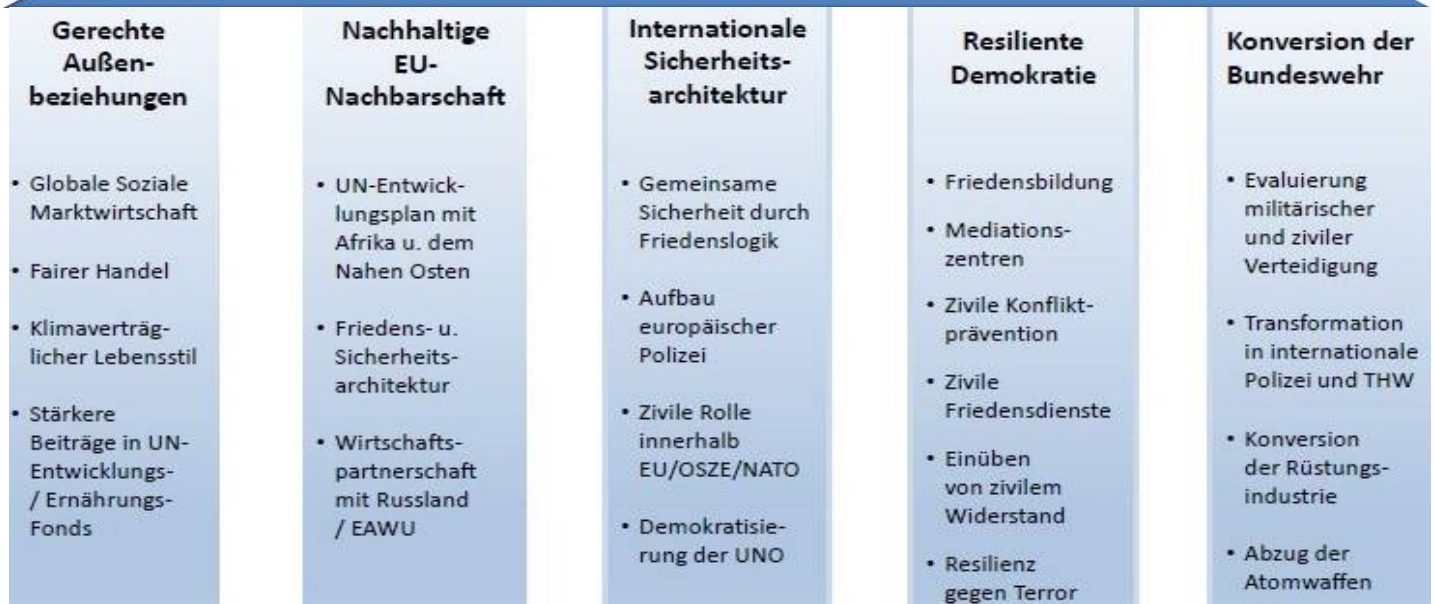 Gerechte
Außen-
beziehungen
• Globale Soziale
Marktwirtschaft
• Fairer Handel
• Klimaverträg-
licher Lebensstil
• Stärkere
Beiträge in UN-
Entwicklungs-
/ Ernährungs-
Fonds
Nachhaltige
EU-
Nachbarschaft
• UN-Entwick-
lungsplan mit
Afrika u. dem
Nahen Osten
• Friedens- u.
Sicherheits-
architektur
• Wirtschafts-
partnerschaft
mit Russland
/ EAWU
Internationale
Sicherheits-
architektur
• Gemeinsame
Sicherheit durch
Friedenslogik
• Aufbau
europäischer
Polizei
• Zivile Rolle
innerhalb
EU/OSZE/NATO
• Demokratisie-
rung der UNO
Resiliente
Demokratie
• Friedensbildung
• Mediations-
zentren
• Zivile Konflikt-
prävention
• Zivile
Friedensdienste
• Einüben
von zivilem
Widerstand
• Resilienz
gegen Terror
Konversion der
Bundeswehr
• Evaluierung
militärischer
und ziviler
Verteidigung
• Transformation
in internationale
Polizei und THW
• Konversion
der Rüstungs-
industrie
• Abzug der
Atomwaffen